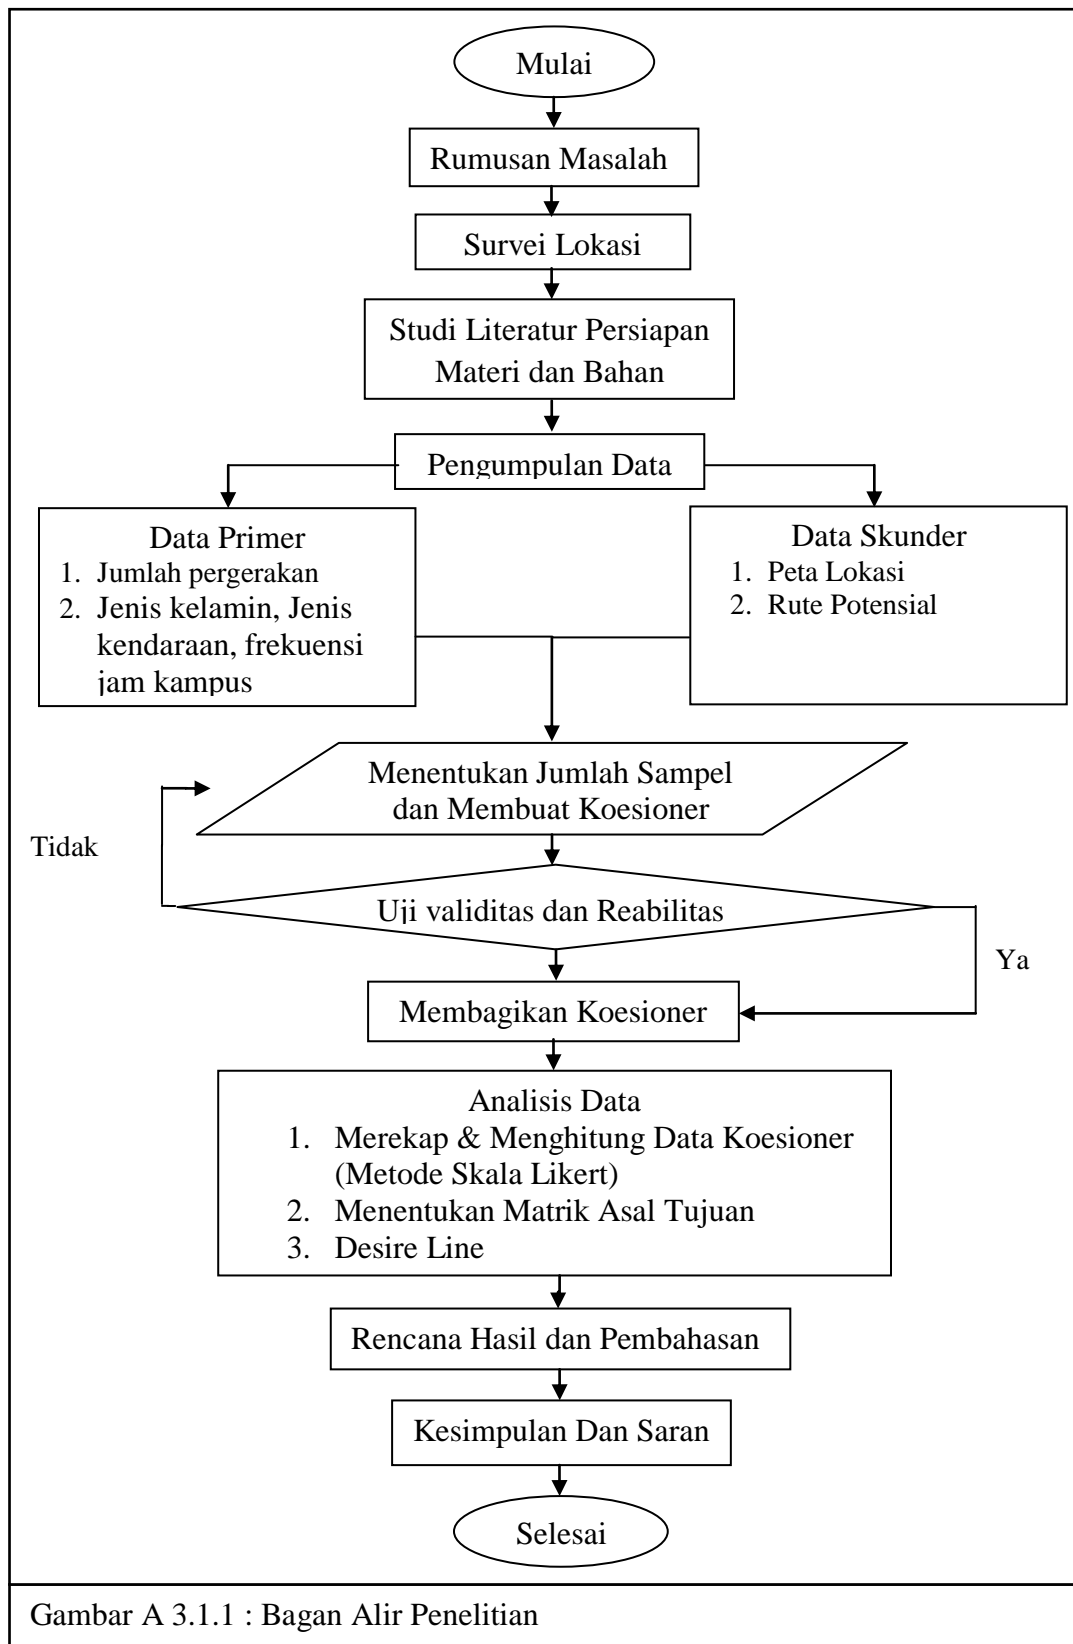 Mulai
Rumusan Masalah
Survei Lokasi
Studi Literatur Persiapan
Materi dan Bahan
Pengumpulan Data
Data Primer
1. Jumlah pergerakan
2. Jenis kelamin, Jenis
kendaraan, frekuensi
jam kampus
Data Skunder
1. Peta Lokasi
2. Rute Potensial
Menentukan Jumlah Sampel
dan Membuat Koesioner
Tidak
Uji validitas dan Reabilitas
Ya
Membagikan Koesioner
Analisis Data
1. Merekap & Menghitung Data Koesioner
(Metode Skala Likert)
2. Menentukan Matrik Asal Tujuan
3. Desire Line
Rencana Hasil dan Pembahasan
Kesimpulan Dan Saran
Selesai
Gambar A 3.1.1 : Bagan Alir Penelitian